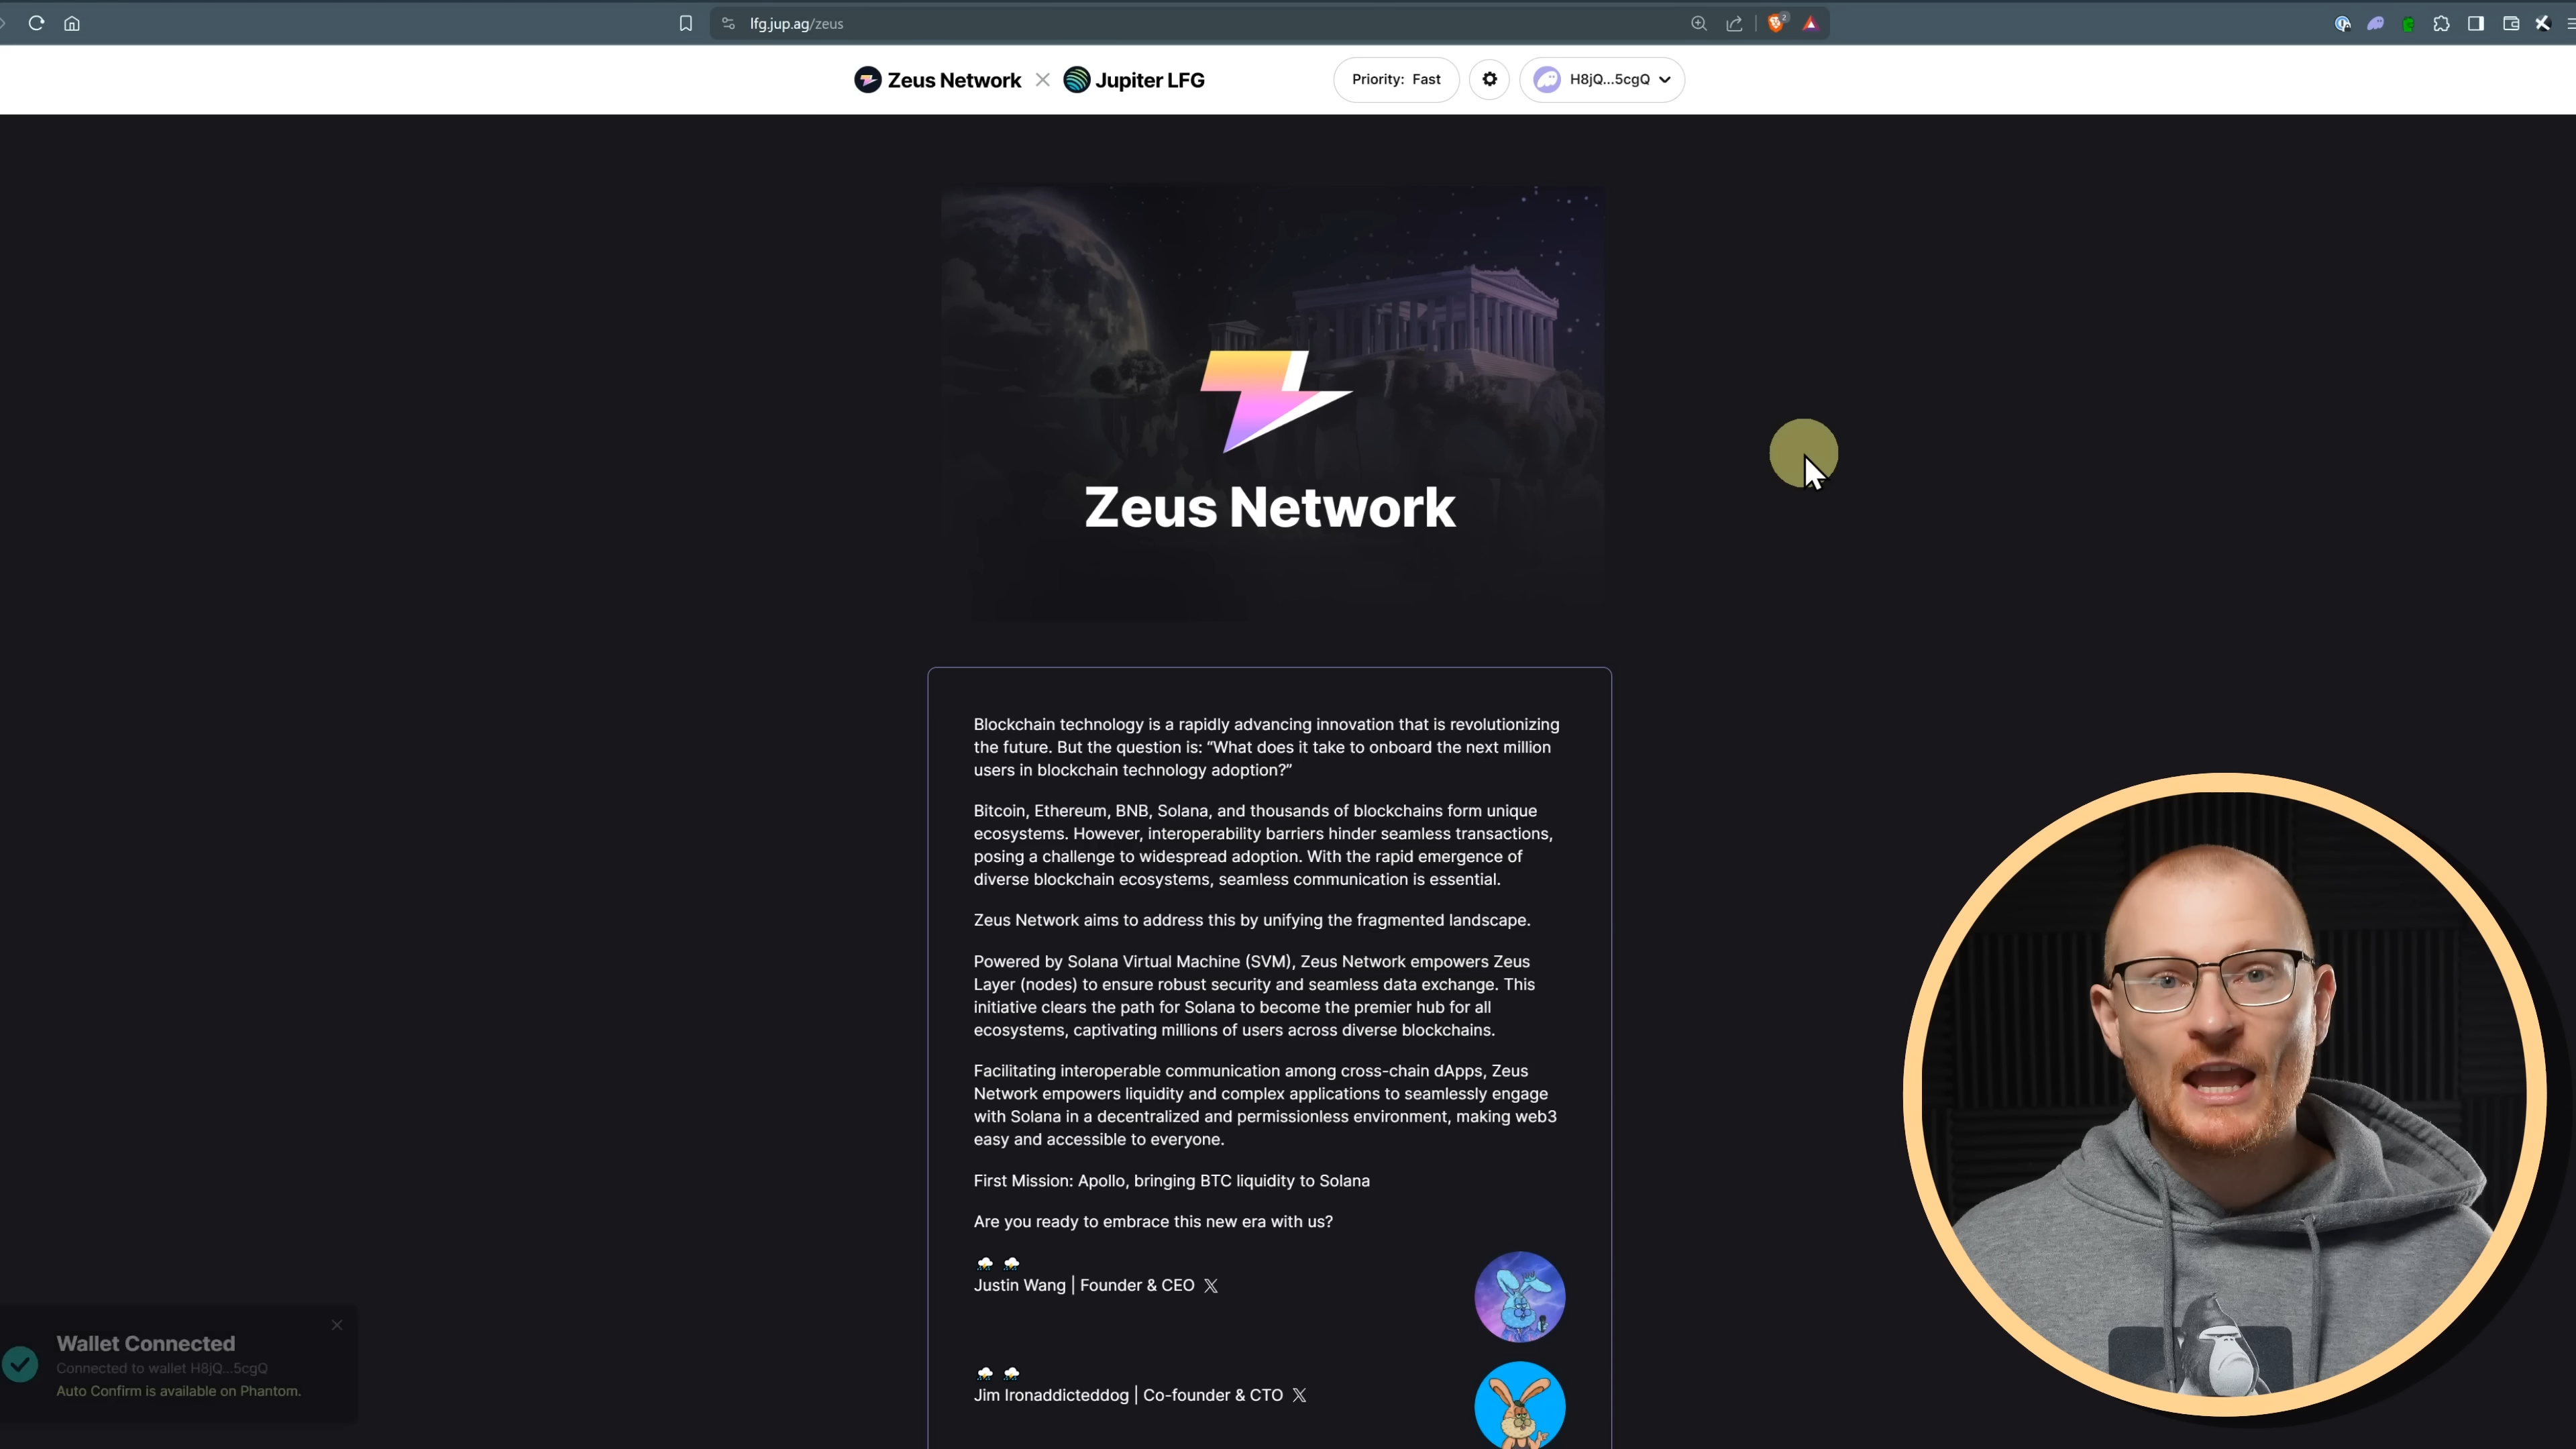 lfg.jup.ag/zeus
2
Zeus Network
Jupiter LFG
Priority: Fast
H8jQ...5cgQ
Zeus Network
Blockchain technology is a rapidly advancing innovation that is revolutionizing
the future. But the question is: “What does it take to onboard the next million
users in blockchain technology adoption?”
Bitcoin, Ethereum, BNB, Solana, and thousands of blockchains form unique
ecosystems. However, interoperability barriers hinder seamless transactions,
posing a challenge to widespread adoption. With the rapid emergence of
diverse blockchain ecosystems, seamless communication is essential.
Zeus Network aims to address this by unifying the fragmented landscape.
Powered by Solana Virtual Machine (SVM), Zeus Network empowers Zeus
Layer (nodes) to ensure robust security and seamless data exchange. This
initiative clears the path for Solana to become the premier hub for all
ecosystems, captivating millions of users across diverse blockchains.
Facilitating interoperable communication among cross-chain dApps, Zeus
Network empowers liquidity and complex applications to seamlessly engage
with Solana in a decentralized and permissionless environment, making web3
easy and accessible to everyone.
First Mission: Apollo, bringing BTC liquidity to Solana
Are you ready to embrace this new era with us?
Justin Wang | Founder & CEO
Jim Ironaddicteddog | Co-founder & CTO
Wallet Connected
Connected to wallet H8jQ...5cgQ
Auto Confirm is available on Phantom.